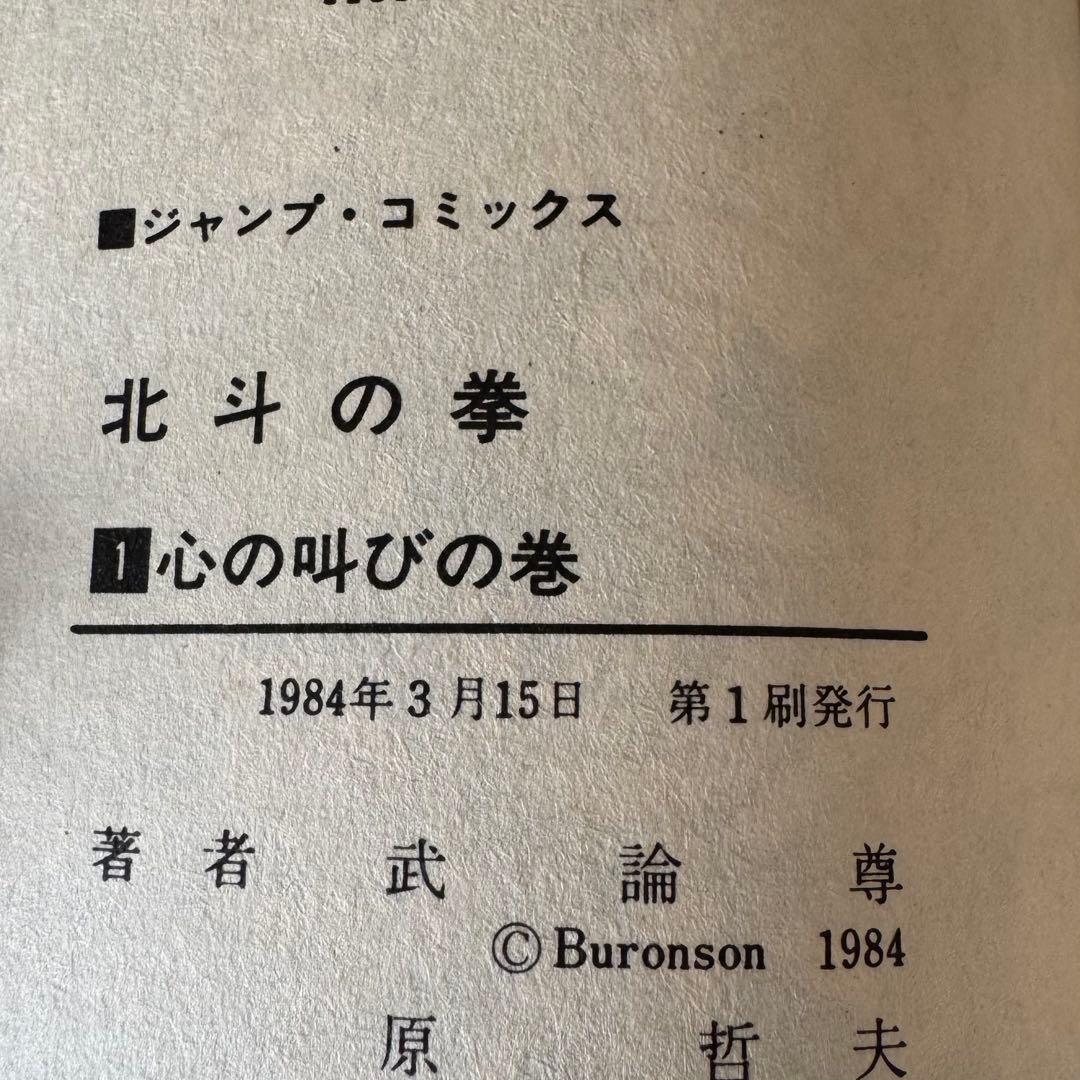 ■ジャンプ・コミックス
北斗の拳
1心の叫びの巻
1984年3月15日 第1刷発行
著者 武論尊
©Buronson 1984
原哲夫